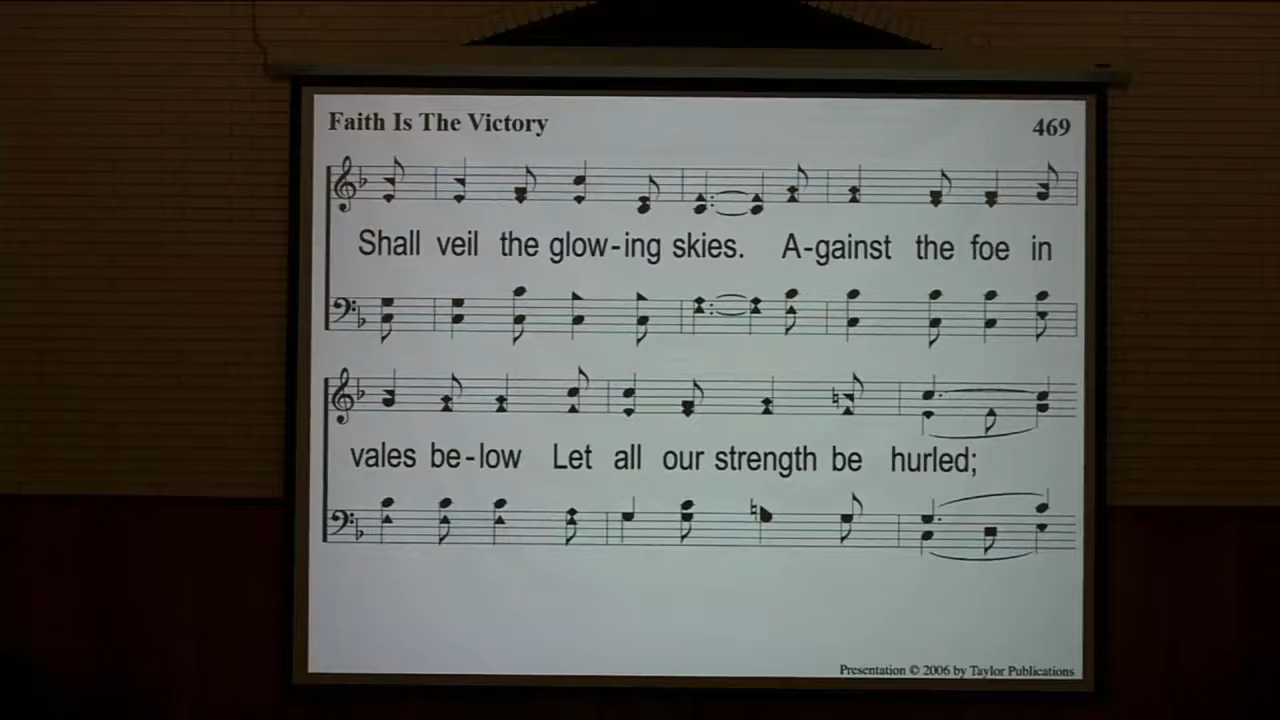 Faith Is The Victory
469
Shall veil the glow-ing skies. A-gainst the foe in
vales be-low Let all our strength be hurled;
Presentation © 2006 by Taylor Publications